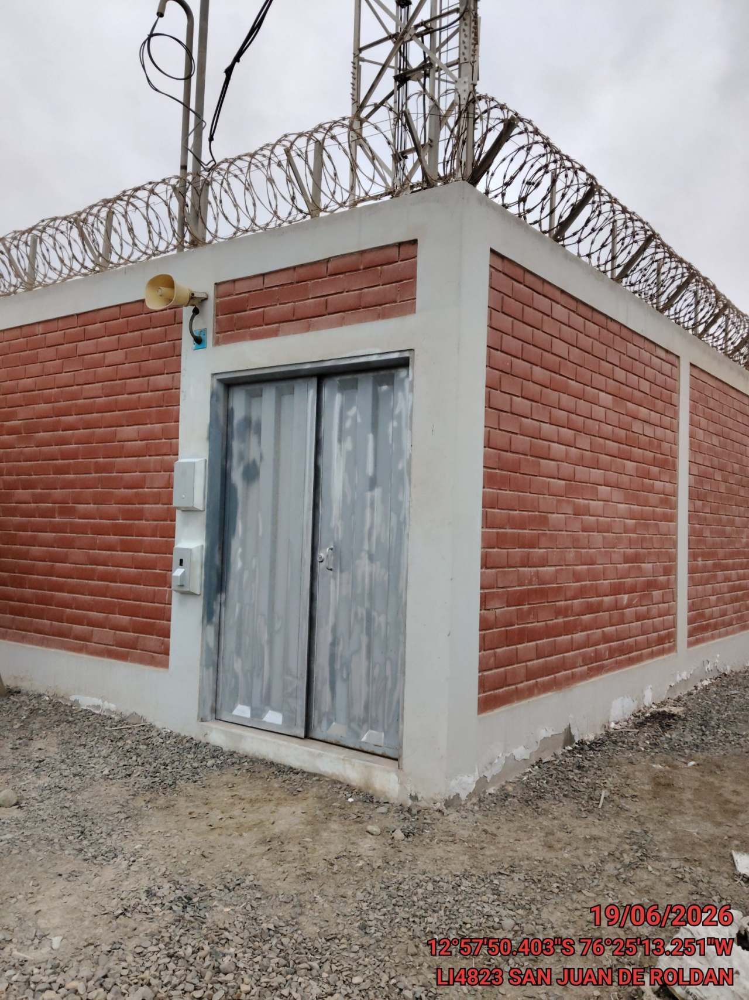 19/06/2026
12°57'50.403"S 76°25'13.251"W
LI4823 SAN JUAN DE ROLDAN